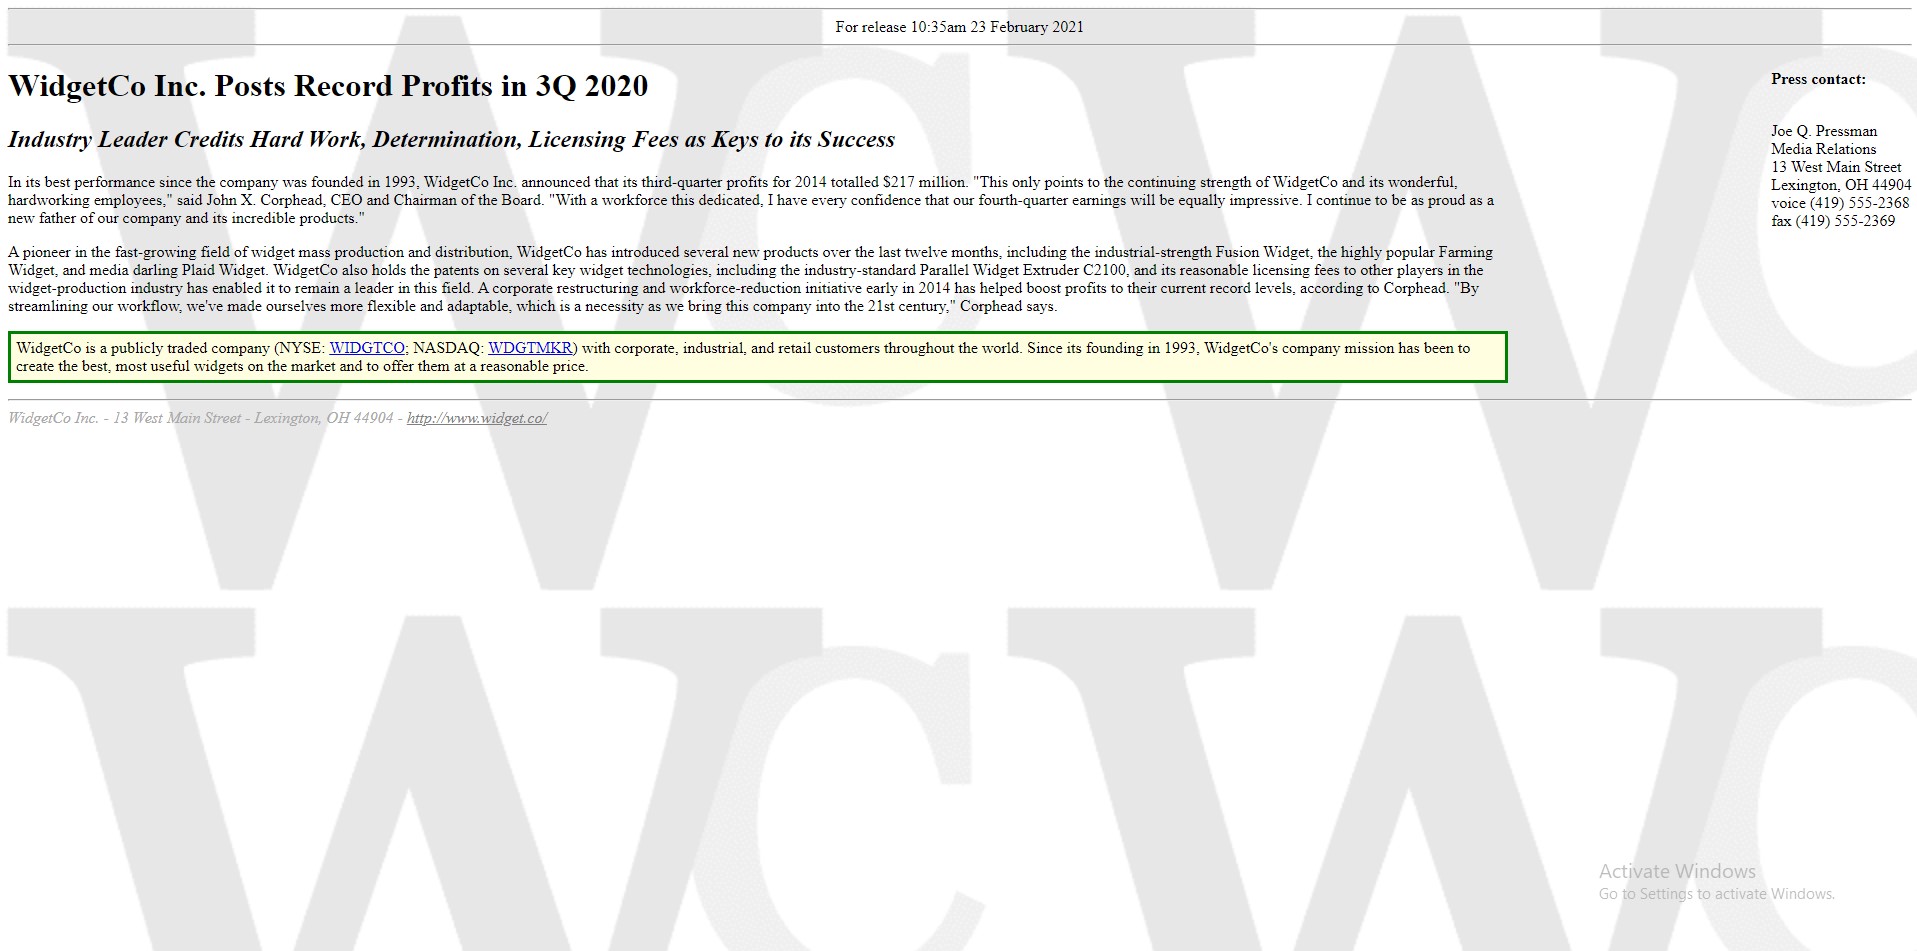 For release 10:35am 23 February 2021
WidgetCo Inc. Posts Record Profits in 3Q 2020
Industry Leader Credits Hard Work, Determination, Licensing Fees as Keys to its Success
In its best performance since the company was founded in 1993, WidgetCo Inc. announced that its third-quarter profits for 2014 totalled $217 million. "This only points to the continuing strength of WidgetCo and its wonderful,
hardworking employees," said John X. Corphead, CEO and Chairman of the Board. "With a workforce this dedicated, I have every confidence that our fourth-quarter earnings will be equally impressive. I continue to be as proud as a
new father of our company and its incredible products."
A pioneer in the fast-growing field of widget mass production and distribution, WidgetCo has introduced several new products over the last twelve months, including the industrial-strength Fusion Widget, the highly popular Farming
Widget, and media darling Plaid Widget. WidgetCo also holds the patents on several key widget technologies, including the industry-standard Parallel Widget Extruder C2100, and its reasonable licensing fees to other players in the
widget-production industry has enabled it to remain a leader in this field. A corporate restructuring and workforce-reduction initiative early in 2014 has helped boost profits to their current record levels, according to Corphead. "By
streamlining our workflow, we've made ourselves more flexible and adaptable, which is a necessity as we bring this company into the 21st century," Corphead says.
WidgetCo is a publicly traded company (NYSE: WIDGTCO; NASDAQ: WDGTMKR) with corporate, industrial, and retail customers throughout the world. Since its founding in 1993, WidgetCo's company mission has been to
create the best, most useful widgets on the market and to offer them at a reasonable price.
Press contact:
Joe Q. Pressman
Media Relations
13 West Main Street
Lexington, OH 44904
voice (419) 555-2368
fax (419) 555-2369
WidgetCo Inc. - 13 West Main Street - Lexington, OH 44904 - http://www.widget.co/
WC WC
WC WC
Activate Windows
Go to Settings to activate Windows.